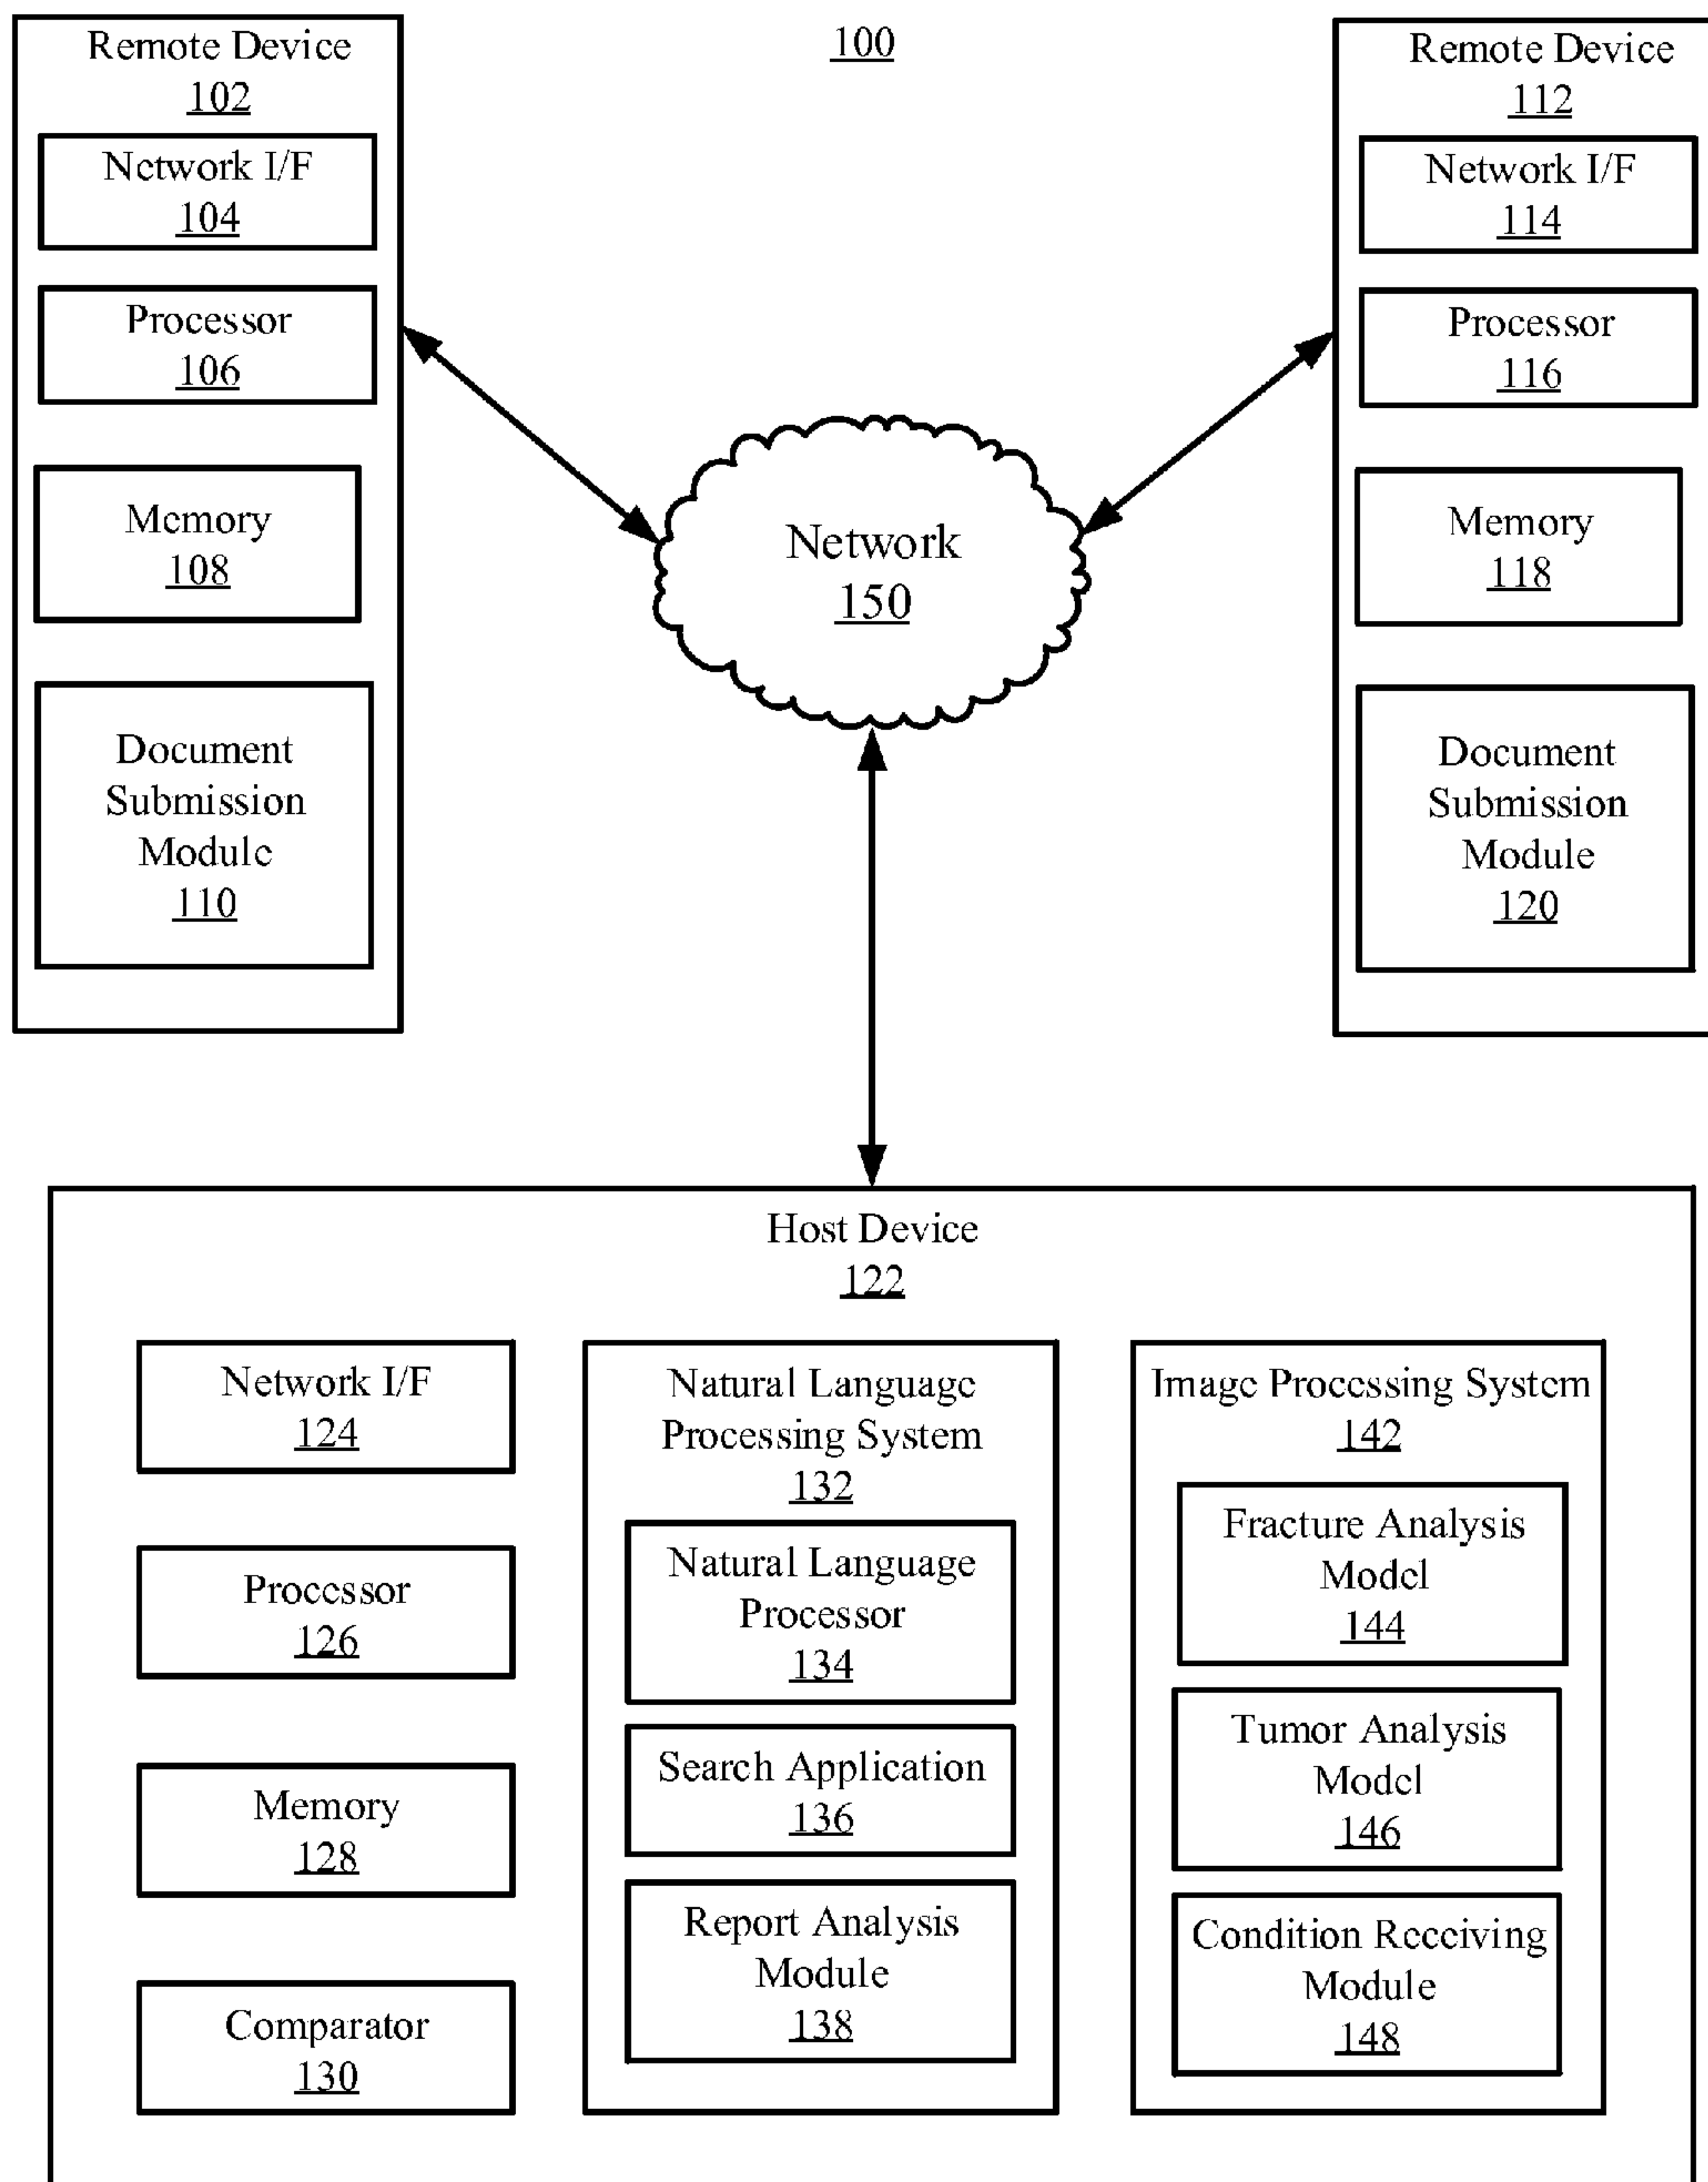 100
Remote Device
102
Network I/F
104
Processor
106
Memory
108
Document
Submission
Module
110
Remote Device
112
Network I/F
114
Processor
116
Memory
118
Document
Submission
Module
120
Network
150
Host Device
122
Network I/F
124
Processor
126
Memory
128
Comparator
130
Natural Language
Processing System
132
Natural Language
Processor
134
Search Application
136
Report Analysis
Module
138
Image Processing System
142
Fracture Analysis
Model
144
Tumor Analysis
Model
146
Condition Receiving
Module
148